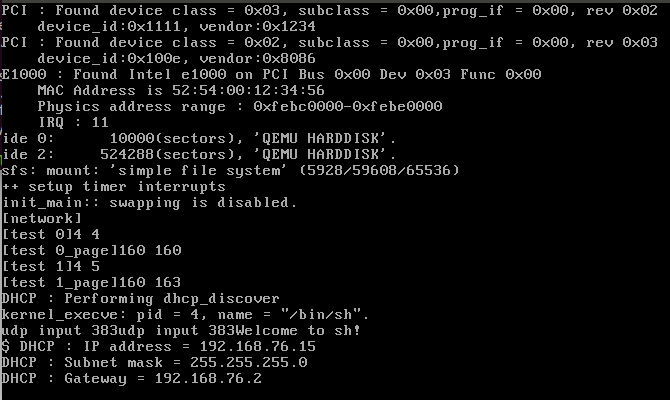 PCI : Found device class = 0x03, subclass = 0x00,prog_if = 0x00, rev 0x02
device_id:0x1111, vendor:0x1234
PCI : Found device class = 0x02, subclass = 0x00,prog_if = 0x00, rev 0x03
device_id:0x100e, vendor:0x8086
E1000 : Found Intel e1000 on PCI Bus 0x00 Dev 0x03 Func 0x00
MAC Address is 52:54:00:12:34:56
Physics address range : 0xfebc0000-0xfebe0000
IRQ : 11
ide 0: 10000(sectors), 'QEMU HARDDISK'.
ide 2: 524288(sectors), 'QEMU HARDDISK'.
sfs: mount: 'simple file system' (5928/59608/65536)
++ setup timer interrupts
init_main:: swapping is disabled.
[network]
[test 0]4 4
[test 0_page]160 160
[test 1]4 5
[test 1_page]160 163
DHCP : Performing dhcp_discover
kernel_execve: pid = 4, name = "/bin/sh".
udp input 383udp input 383Welcome to sh!
$ DHCP : IP address = 192.168.76.15
DHCP : Subnet mask = 255.255.255.0
DHCP : Gateway = 192.168.76.2